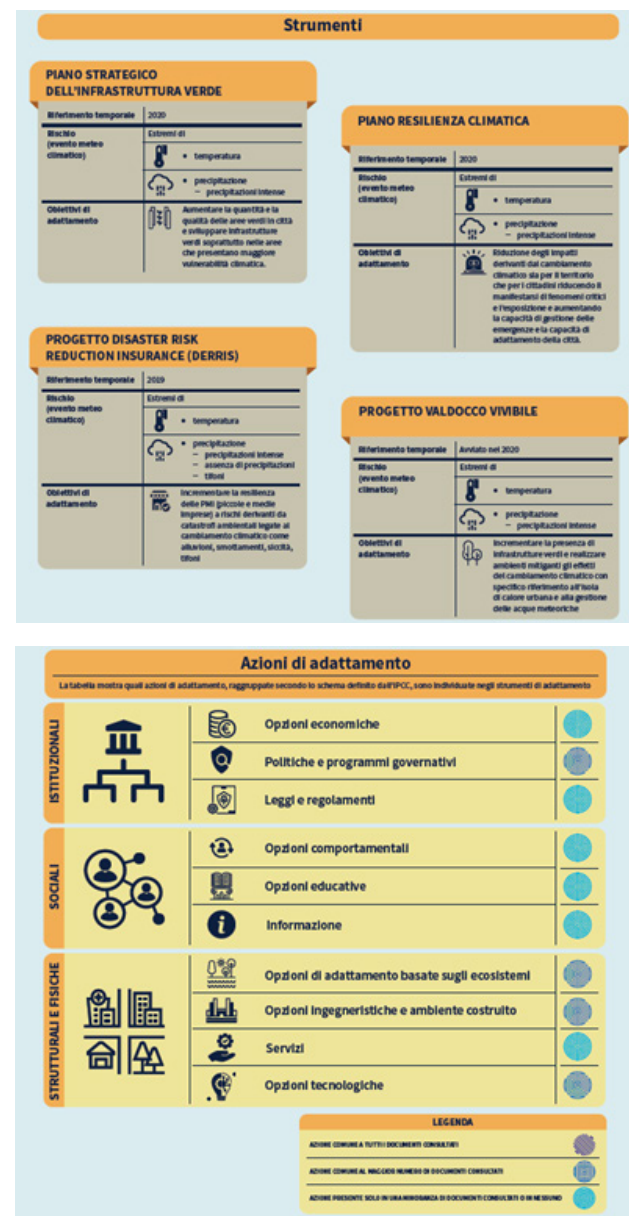 Strumenti
PIANO STRATEGICO
DELL'INFRASTRUTTURA VERDE
Riferimento temporale 2020
Rischio Estremi di
(evento meteo
climatico)
• temperatura
• precipitazione
– precipitazioni intense
Obiettivi di
adattamento
Aumentare la quantità e la
qualità delle aree verdi in città
e sviluppare infrastrutture
verdi soprattutto nelle aree
che presentano maggiore
vulnerabilità climatica.
PIANO RESILIENZA CLIMATICA
Riferimento temporale 2020
Rischio Estremi di
(evento meteo
climatico)
• temperatura
• precipitazione
– precipitazioni intense
Obiettivi di
adattamento
Riduzione degli impatti
derivanti dal cambiamento
climatico sia per il territorio
che per i cittadini riducendo il
manifestarsi di fenomeni critici
e l'esposizione e aumentando
la capacità di gestione delle
emergenze e la capacità di
adattamento della città.
PROGETTO DISASTER RISK
REDUCTION INSURANCE (DERRIS)
Riferimento temporale 2019
Rischio Estremi di
(evento meteo
climatico)
• temperatura
• precipitazione
– precipitazioni intense
– assenza di precipitazioni
– tifoni
Obiettivi di
adattamento
Incrementare la resilienza
delle PMI (piccole e medie
imprese) a rischi derivanti da
catastrofi ambientali legate al
cambiamento climatico come
alluvioni, smottamenti, siccità,
tifoni
PROGETTO VALDOCCO VIVIBILE
Riferimento temporale Avviato nel 2020
Rischio Estremi di
(evento meteo
climatico)
• temperatura
• precipitazione
– precipitazioni intense
Obiettivi di
adattamento
Incrementare la presenza di
infrastrutture verdi e realizzare
ambienti mitiganti gli effetti
del cambiamento climatico con
specifico riferimento all'isola
di calore urbana e alla gestione
delle acque meteoriche
Azioni di adattamento
La tabella mostra quali azioni di adattamento, raggruppate secondo lo schema definito dall'IPCC, sono individuate negli strumenti di adattamento
ISTITUZIONALI
Opzioni economiche
Politiche e programmi governativi
Leggi e regolamenti
SOCIALI
Opzioni comportamentali
Opzioni educative
Informazione
STRUTTURALI E FISICHE
Opzioni di adattamento basate sugli ecosistemi
Opzioni ingegneristiche e ambiente costruito
Servizi
Opzioni tecnologiche
LEGENDA
AZIONE COMUNE A TUTTI I DOCUMENTI CONSULTATI
AZIONE COMUNE AL MAGGIOR NUMERO DI DOCUMENTI CONSULTATI
AZIONE PRESENTE SOLO IN UNA MINORANZA DI DOCUMENTI CONSULTATI O IN NESSUNO